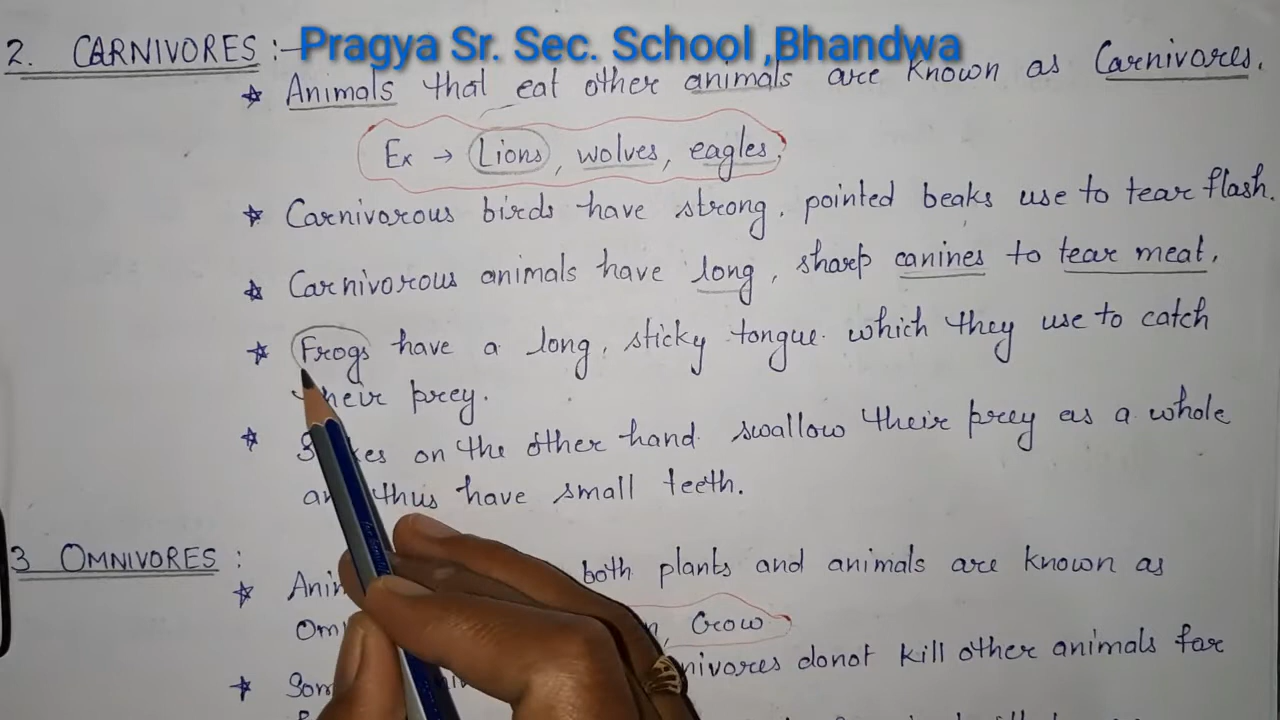 Pragya Sr. Sec. School ,Bhandwa
2. CARNIVORES :-
Animals that eat other animals are known as Carnivores.
Ex → Lions, wolves, eagles.
Carnivorous birds have strong, pointed beaks use to tear flash.
Carnivorous animals have long, sharp canines to tear meat.
Frogs have a long, sticky tongue which they use to catch
their prey.
on the other hand swallow their prey as a whole
thus have small teeth.
3 OMNIVORES :
both plants and animals are known as
Crow
donot kill other animals for